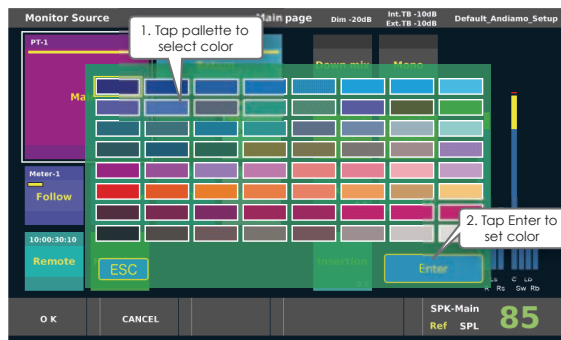 Monitor Source
Main page
Dim -20dB
Int.TB -10dB
Ext.TB -10dB
Default_Andiamo_Setup
1. Tap pallette to
select color
PT-1
Down mix
Mono
Ma
Meter-1
Follow
2. Tap Enter to
set color
10:00:30:10
Remote
ESC
Insertion
Enter
Ls
C
LD
R
Rs
Sw
Rb
O K
CANCEL
SPK-Main
Ref SPL
85